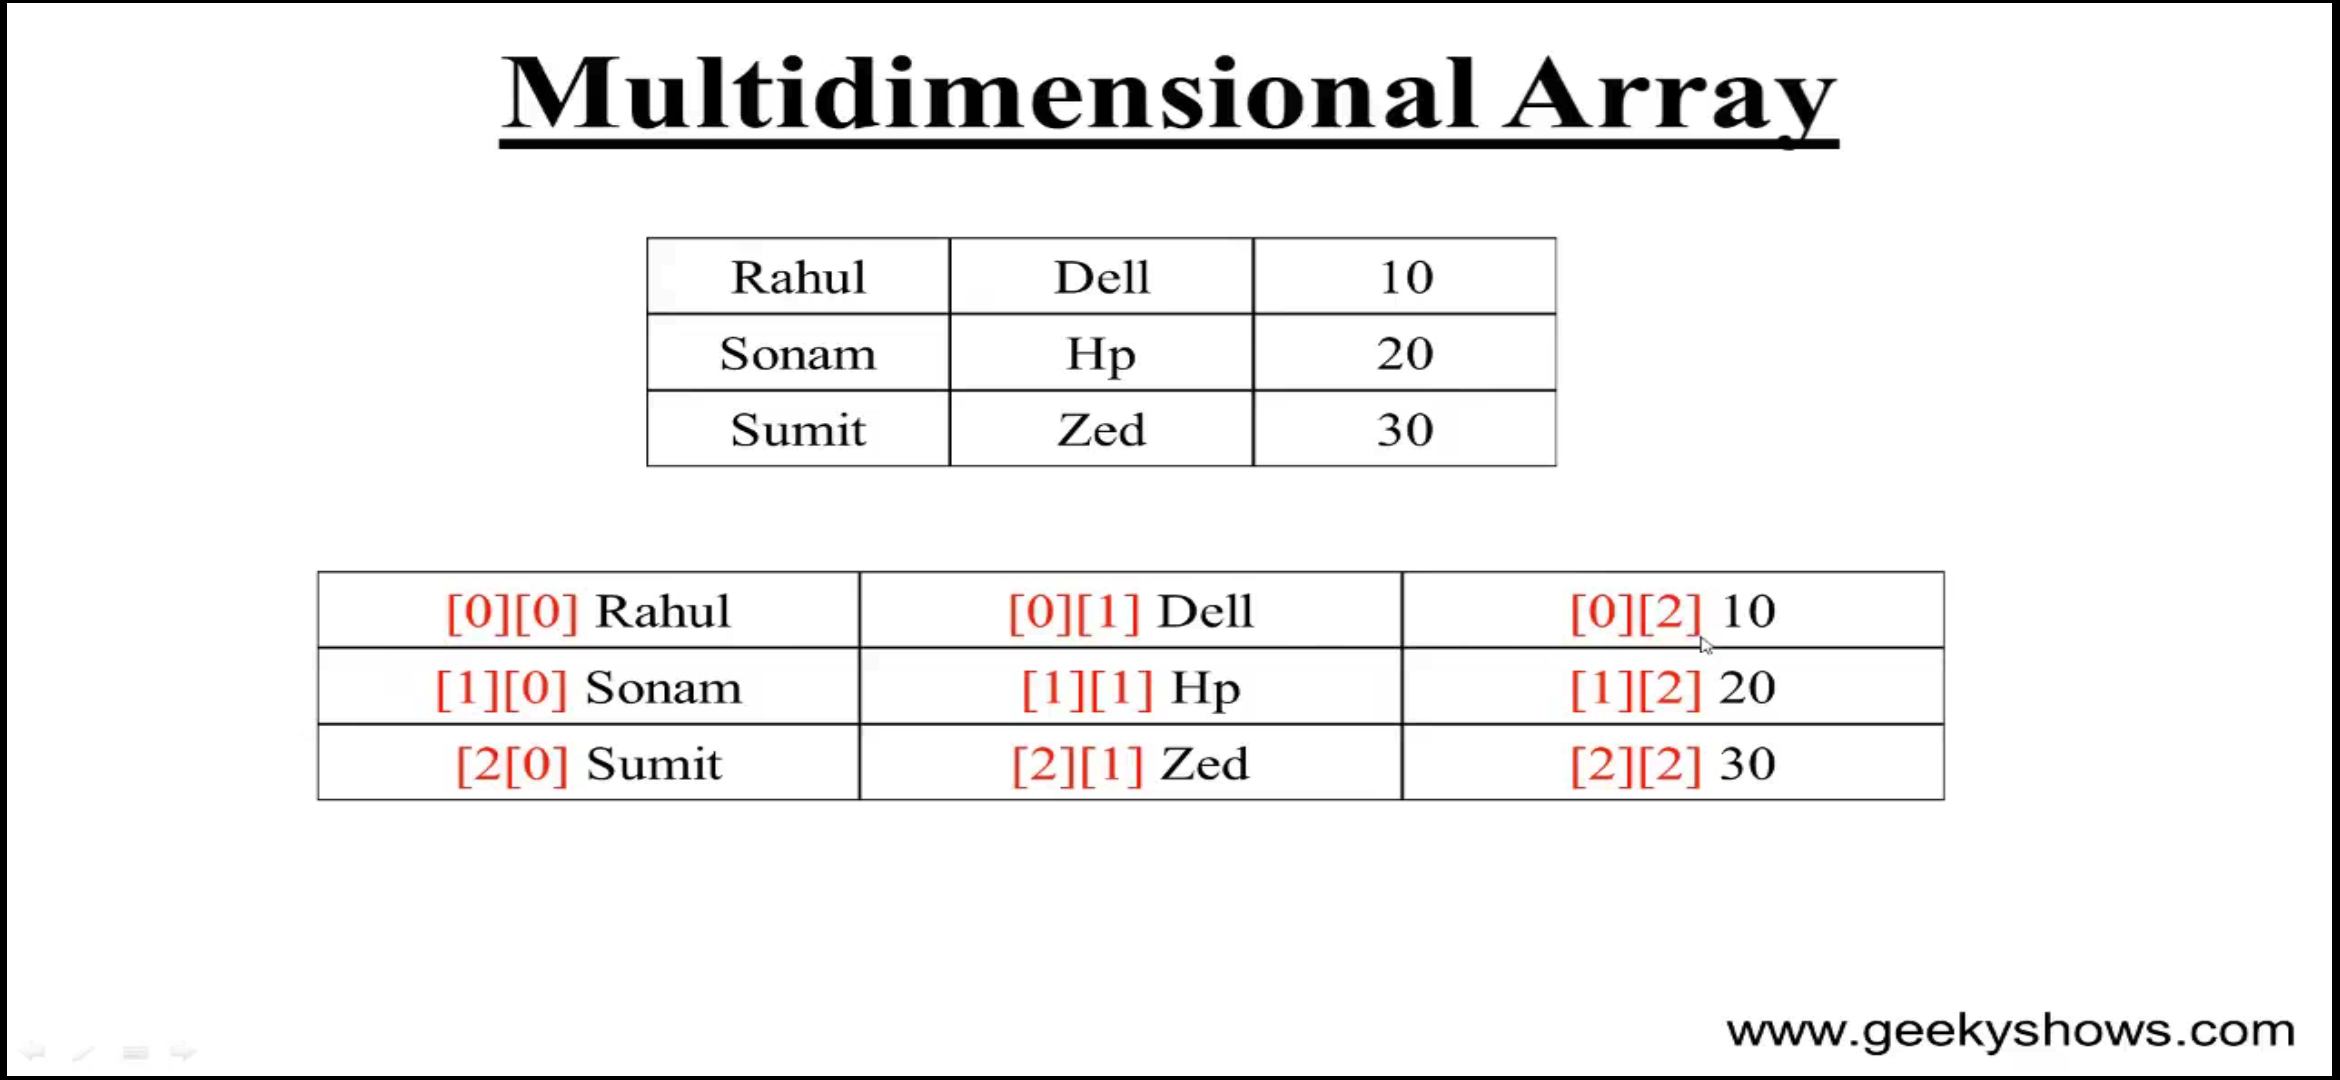 Multidimensional Array
Rahul Dell 10
Sonam Hp 20
Sumit Zed 30
[0][0] Rahul [0][1] Dell [0][2] 10
[1][0] Sonam [1][1] Hp [1][2] 20
[2[0] Sumit [2][1] Zed [2][2] 30
www.geekyshows.com